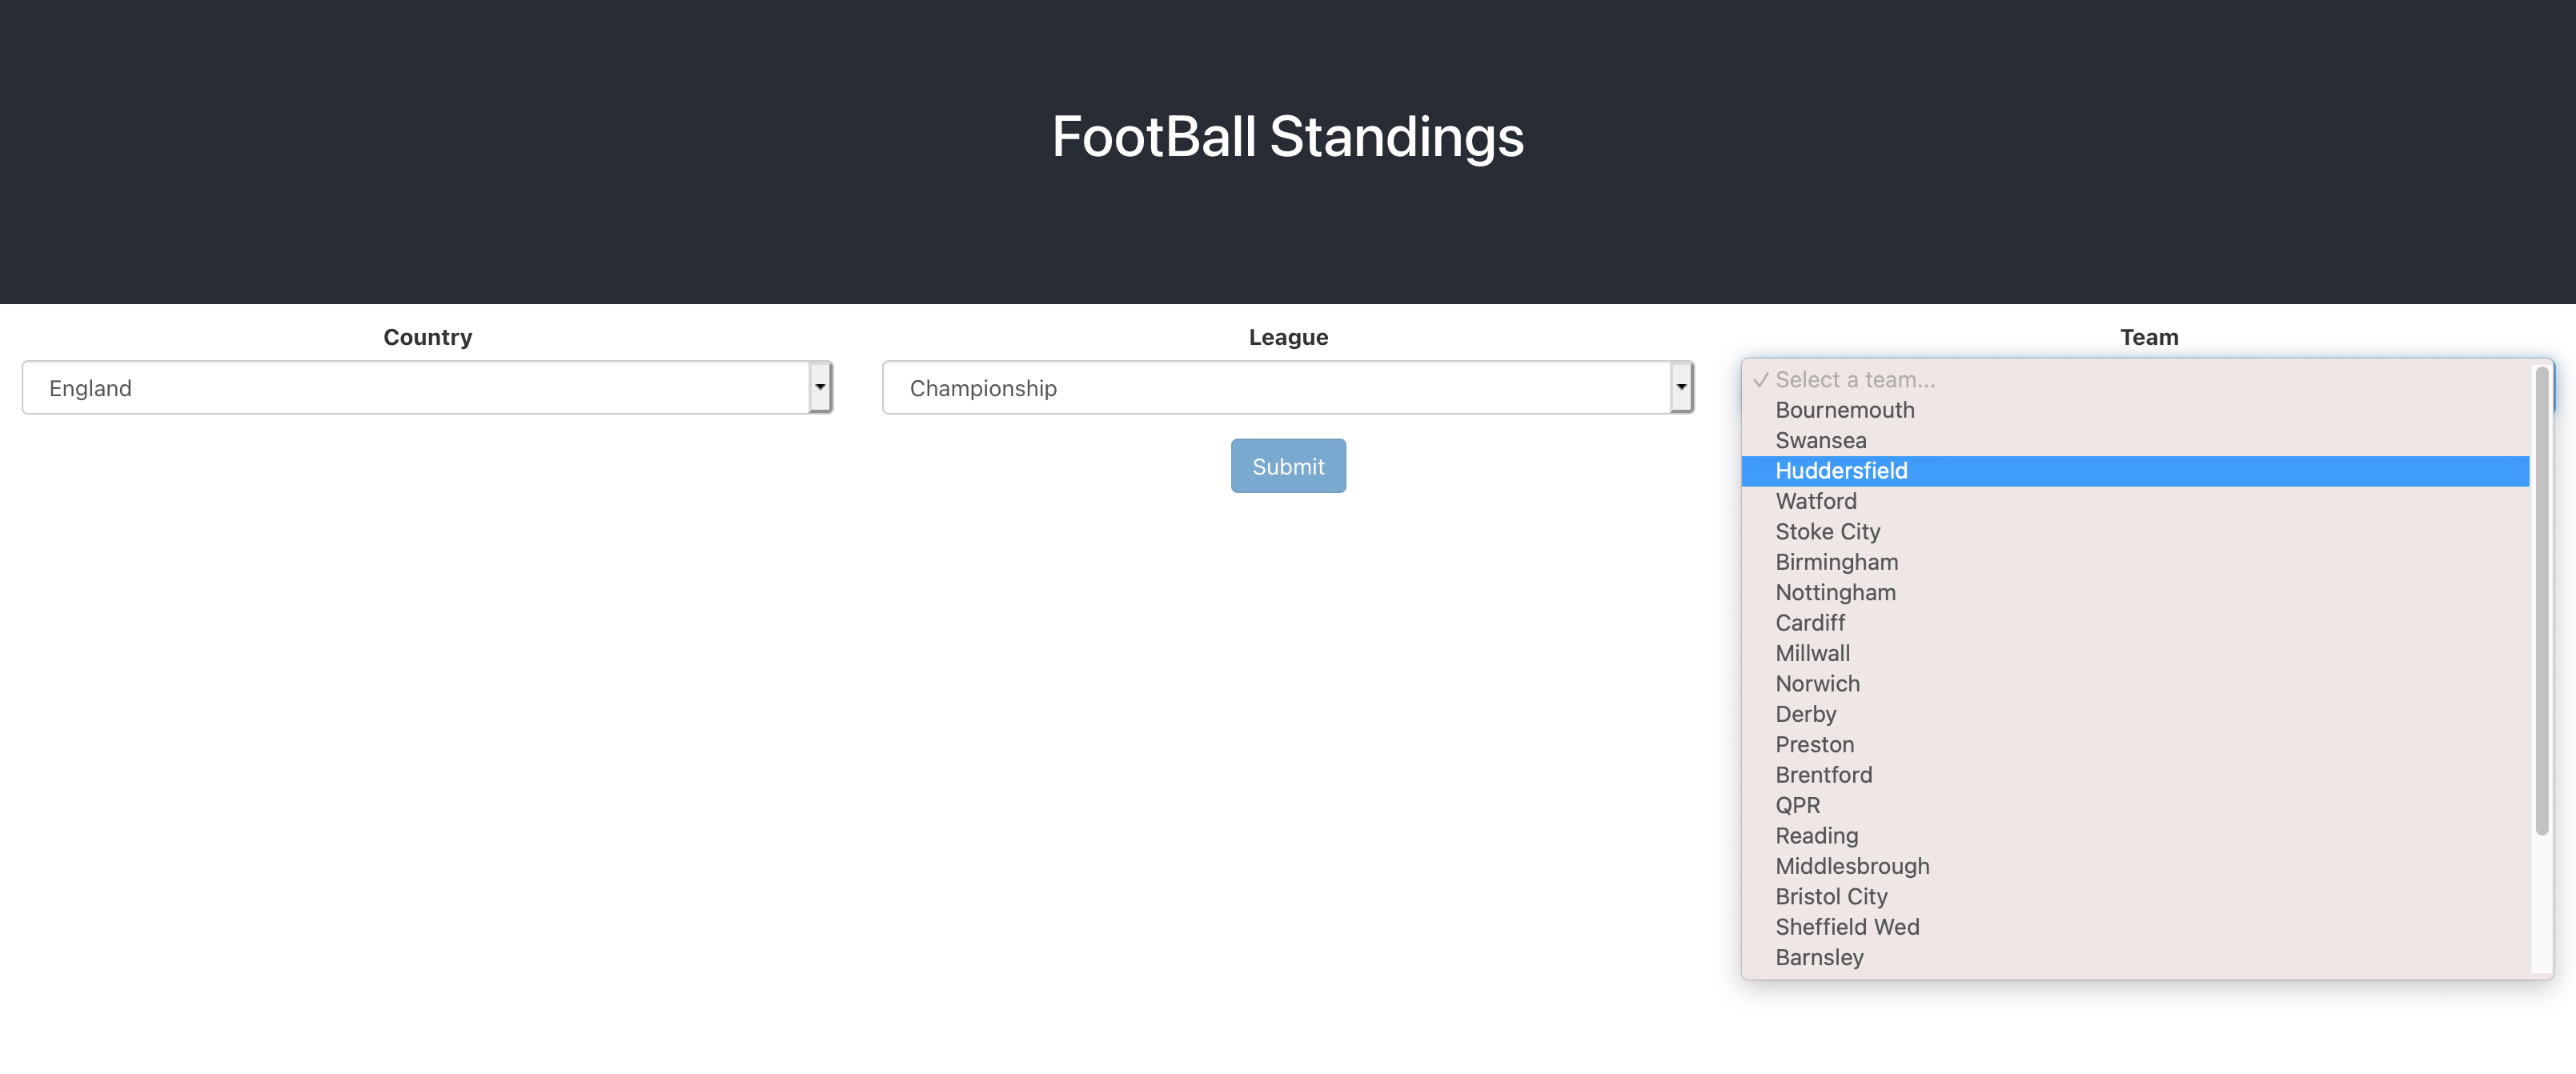 FootBall Standings
Country
England
League
Championship
Submit
Team
✓ Select a team...
Bournemouth
Swansea
Huddersfield
Watford
Stoke City
Birmingham
Nottingham
Cardiff
Millwall
Norwich
Derby
Preston
Brentford
QPR
Reading
Middlesbrough
Bristol City
Sheffield Wed
Barnsley